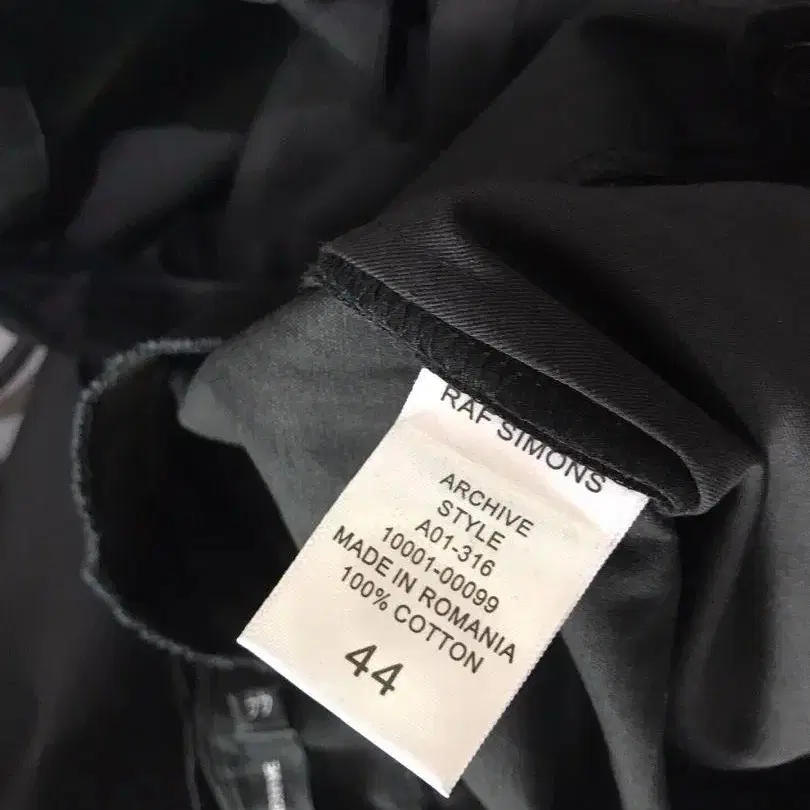 RAF SIMONS
ARCHIVE
STYLE
A01-316
10001-00099
MADE IN ROMANIA
100% COTTON
44